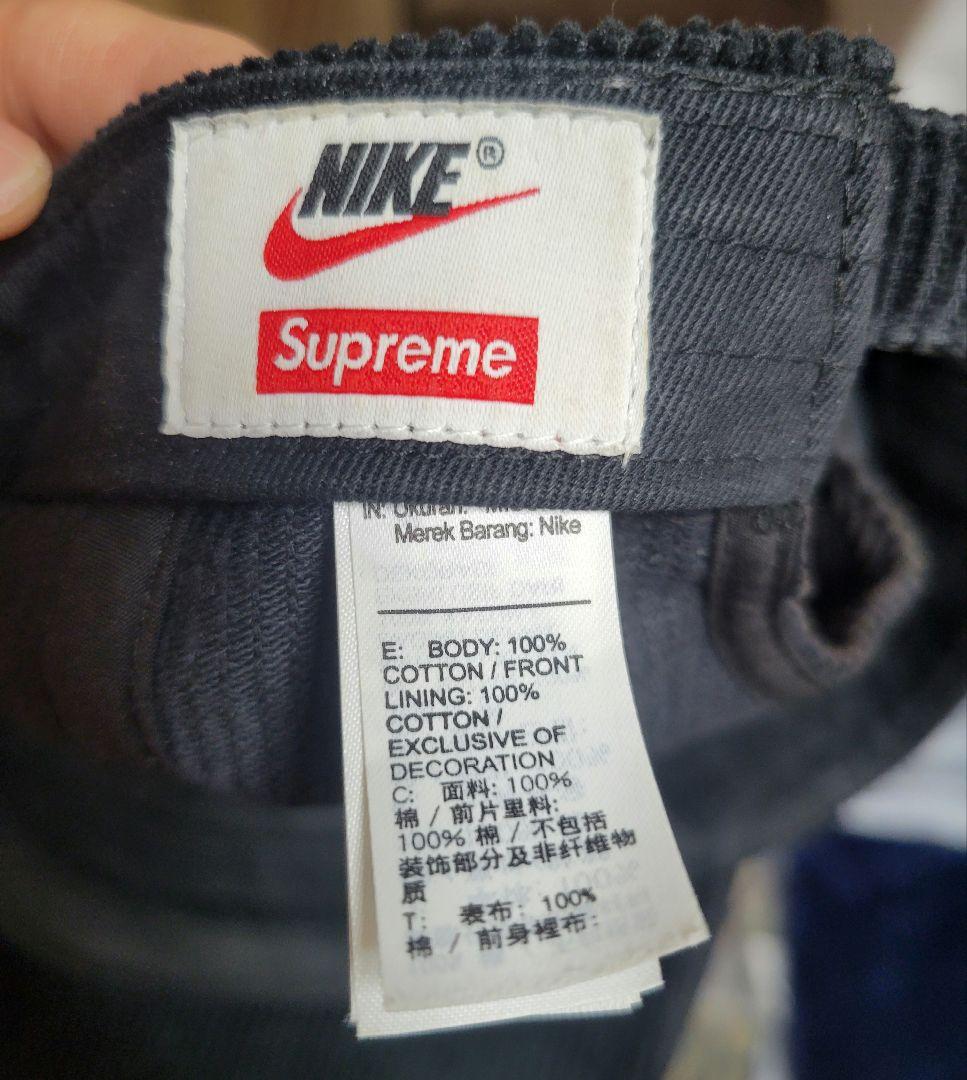 NIKE®
Supreme
IN: Ukuran:
Merek Barang: Nike
E: BODY: 100%
COTTON / FRONT
LINING: 100%
COTTON /
EXCLUSIVE OF
DECORATION
C: 面料: 100%
棉 / 前片里料:
100% 棉 / 不包括
装饰部分及非纤维物
质
T: 表布: 100%
棉 / 前身裡布: